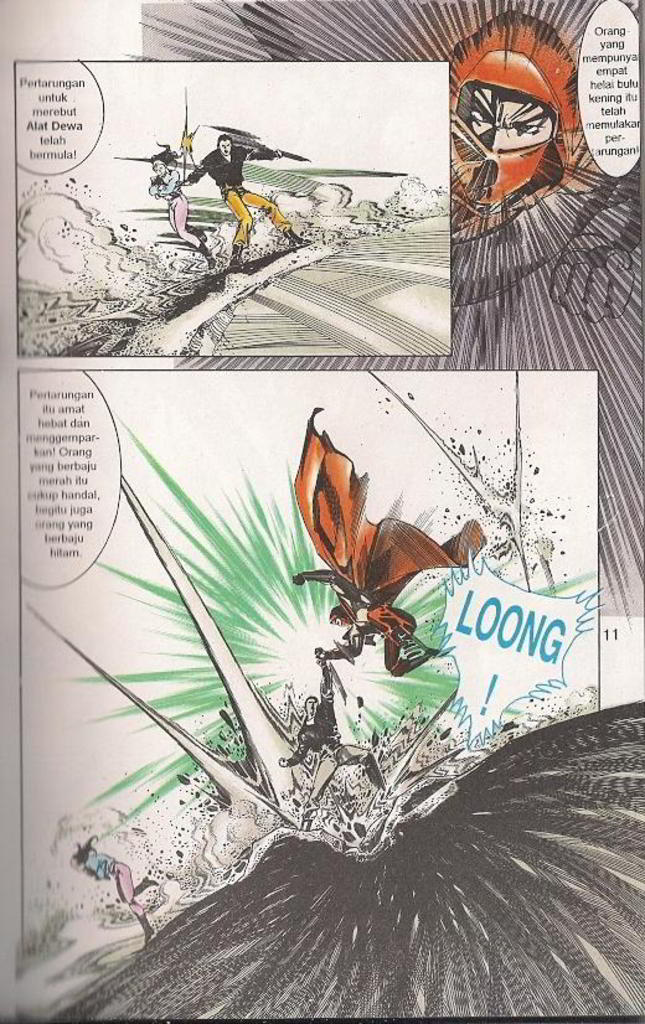 Pertarungan
untuk
merebut
Alat Dewa
telah
bermula!
Orang-
yang
mempunya
empat
helai bulu
kening itu
telah
memulakar
per-
arungan!
Pertarungan
itu amat
hebat dan
menggempar-
kan! Orang
yang berbaju
merah itu
cukup handal,
begitu juga
orang yang
berbaju
hitam.
LOONG
!
11